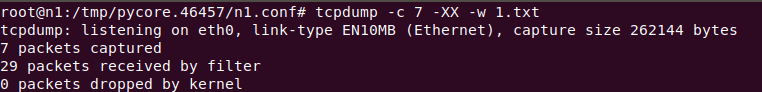 root@n1:/tmp/pycore.46457/n1.conf# tcpdump -c 7 -XX -w 1.txt
tcpdump: listening on eth0, link-type EN10MB (Ethernet), capture size 262144 bytes
7 packets captured
29 packets received by filter
0 packets dropped by kernel